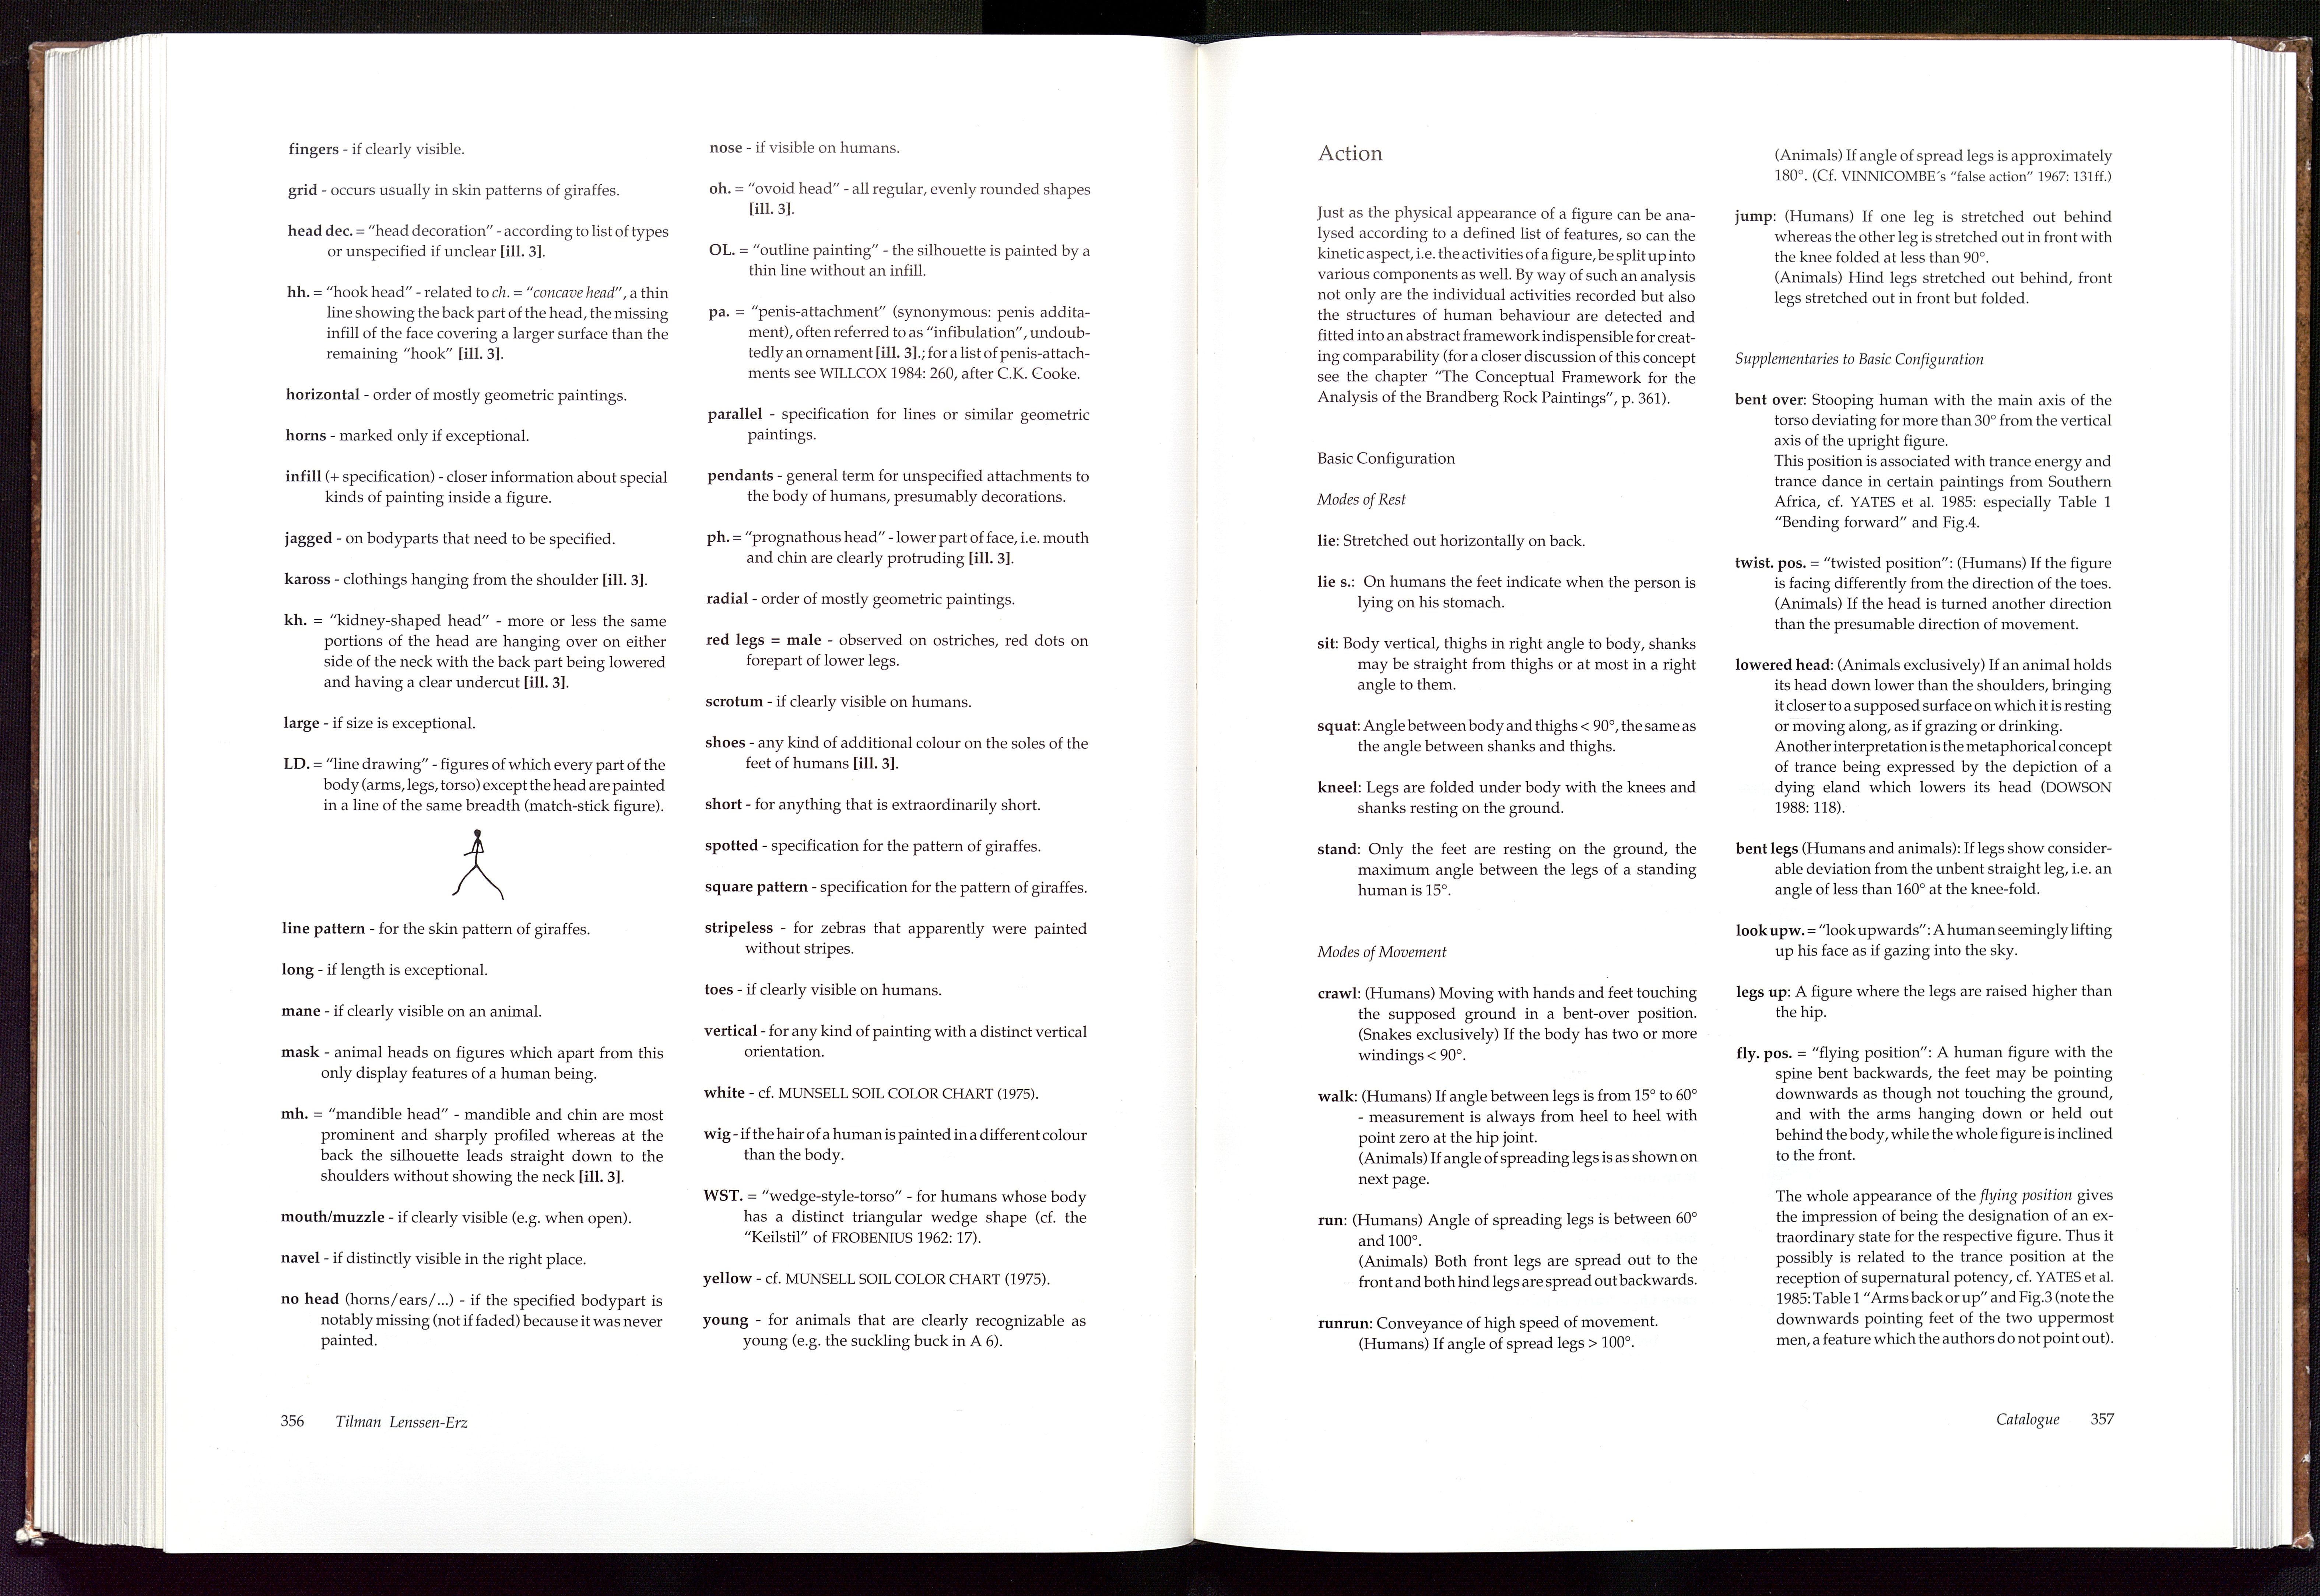 fingers - if clearly visible.
grid - occurs usually in skin patterns of giraffes.
head dec. = “head decoration” - according to list of types
or unspecified if unclear [ill. 3].
hh. = “hook head” - related to ch. = “concave head”, a thin
line showing the back part of the head, the missing
infill of the face covering a larger surface than the
remaining “hook” [ill. 3].
horizontal - order of mostly geometric paintings.
horns - marked only if exceptional.
infill (+ specification) - closer information about special
kinds of painting inside a figure.
jagged - on bodyparts that need to be specified.
kaross - clothings hanging from the shoulder [ill. 3].
kh. = “kidney-shaped head” - more or less the same
portions of the head are hanging over on either
side of the neck with the back part being lowered
and having a clear undercut [ill. 3].
large - if size is exceptional.
LD. = “line drawing” - figures of which every part of the
body (arms, legs, torso) except the head are painted
in a line of the same breadth (match-stick figure).
line pattern - for the skin pattern of giraffes.
long - if length is exceptional.
mane - if clearly visible on an animal.
mask - animal heads on figures which apart from this
only display features of a human being.
mh. = “mandible head” - mandible and chin are most
prominent and sharply profiled whereas at the
back the silhouette leads straight down to the
shoulders without showing the neck [ill. 3].
mouth/muzzle - if clearly visible (e.g. when open).
navel - if distinctly visible in the right place.
no head (horns/ears/...) - if the specified bodypart is
notably missing (not if faded) because it was never
painted.
nose - if visible on humans.
oh. = “ovoid head” - all regular, evenly rounded shapes
[ill. 3].
OL. = “outline painting” - the silhouette is painted by a
thin line without an infill.
pa. = “penis-attachment” (synonymous: penis addita-
ment), often referred to as “infibulation”, undoub-
tedly an ornament [ill. 3].; for a list of penis-attach-
ments see WILLCOX 1984: 260, after C.K. Cooke.
parallel - specification for lines or similar geometric
paintings.
pendants - general term for unspecified attachments to
the body of humans, presumably decorations.
ph. = “prognathous head” - lower part of face, i.e. mouth
and chin are clearly protruding [ill. 3].
radial - order of mostly geometric paintings.
red legs = male - observed on ostriches, red dots on
forepart of lower legs.
scrotum - if clearly visible on humans.
shoes - any kind of additional colour on the soles of the
feet of humans [ill. 3].
short - for anything that is extraordinarily short.
spotted - specification for the pattern of giraffes.
square pattern - specification for the pattern of giraffes.
stripeless - for zebras that apparently were painted
without stripes.
toes - if clearly visible on humans.
vertical - for any kind of painting with a distinct vertical
orientation.
white - cf. MUNSELL SOIL COLOR CHART (1975).
wig - if the hair of a human is painted in a different colour
than the body.
WST. = “wedge-style-torso” - for humans whose body
has a distinct triangular wedge shape (cf. the
“Keilstil” of FROBENIUS 1962: 17).
yellow - cf. MUNSELL SOIL COLOR CHART (1975).
young - for animals that are clearly recognizable as
young (e.g. the suckling buck in A 6).
356 Tilman Lenssen-Erz
Action
Just as the physical appearance of a figure can be ana-
lysed according to a defined list of features, so can the
kinetic aspect, i.e. the activities of a figure, be split up into
various components as well. By way of such an analysis
not only are the individual activities recorded but also
the structures of human behaviour are detected and
fitted into an abstract framework indispensible for creat-
ing comparability (for a closer discussion of this concept
see the chapter “The Conceptual Framework for the
Analysis of the Brandberg Rock Paintings”, p. 361).
Basic Configuration
Modes of Rest
lie: Stretched out horizontally on back.
lie s.: On humans the feet indicate when the person is
lying on his stomach.
sit: Body vertical, thighs in right angle to body, shanks
may be straight from thighs or at most in a right
angle to them.
squat: Angle between body and thighs < 90°, the same as
the angle between shanks and thighs.
kneel: Legs are folded under body with the knees and
shanks resting on the ground.
stand: Only the feet are resting on the ground, the
maximum angle between the legs of a standing
human is 15°.
Modes of Movement
crawl: (Humans) Moving with hands and feet touching
the supposed ground in a bent-over position.
(Snakes exclusively) If the body has two or more
windings < 90°.
walk: (Humans) If angle between legs is from 15° to 60°
- measurement is always from heel to heel with
point zero at the hip joint.
(Animals) If angle of spreading legs is as shown on
next page.
run: (Humans) Angle of spreading legs is between 60°
and 100°.
(Animals) Both front legs are spread out to the
front and both hind legs are spread out backwards.
runrun: Conveyance of high speed of movement.
(Humans) If angle of spread legs > 100°.
(Animals) If angle of spread legs is approximately
180°. (Cf. VINNICOMBE´s “false action” 1967: 131ff.)
jump: (Humans) If one leg is stretched out behind
whereas the other leg is stretched out in front with
the knee folded at less than 90°.
(Animals) Hind legs stretched out behind, front
legs stretched out in front but folded.
Supplementaries to Basic Configuration
bent over: Stooping human with the main axis of the
torso deviating for more than 30° from the vertical
axis of the upright figure.
This position is associated with trance energy and
trance dance in certain paintings from Southern
Africa, cf. YATES et al. 1985: especially Table 1
“Bending forward” and Fig.4.
twist. pos. = “twisted position”: (Humans) If the figure
is facing differently from the direction of the toes.
(Animals) If the head is turned another direction
than the presumable direction of movement.
lowered head: (Animals exclusively) If an animal holds
its head down lower than the shoulders, bringing
it closer to a supposed surface on which it is resting
or moving along, as if grazing or drinking.
Another interpretation is the metaphorical concept
of trance being expressed by the depiction of a
dying eland which lowers its head (DOWSON
1988: 118).
bent legs (Humans and animals): If legs show consider-
able deviation from the unbent straight leg, i.e. an
angle of less than 160° at the knee-fold.
look upw. = “look upwards”: A human seemingly lifting
up his face as if gazing into the sky.
legs up: A figure where the legs are raised higher than
the hip.
fly. pos. = “flying position”: A human figure with the
spine bent backwards, the feet may be pointing
downwards as though not touching the ground,
and with the arms hanging down or held out
behind the body, while the whole figure is inclined
to the front.
The whole appearance of the flying position gives
the impression of being the designation of an ex-
traordinary state for the respective figure. Thus it
possibly is related to the trance position at the
reception of supernatural potency, cf. YATES et al.
1985: Table 1 “Arms back or up” and Fig.3 (note the
downwards pointing feet of the two uppermost
men, a feature which the authors do not point out).
Catalogue 357